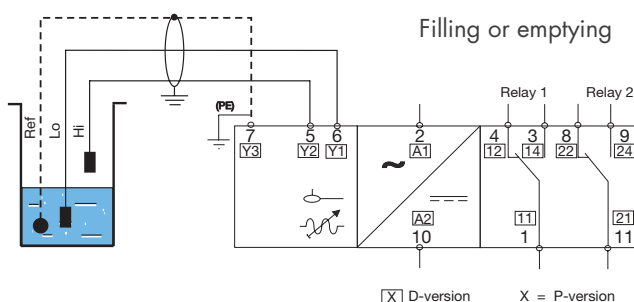 Filling or emptying
Relay 1 Relay 2
Ref
Lo
Hi
(PE)
7 5 6 2 4 3 8 9
Y3 Y2 Y1 A1 12 14 22 24
~
A2 11 21
10 1 11
X D-version X = P-version